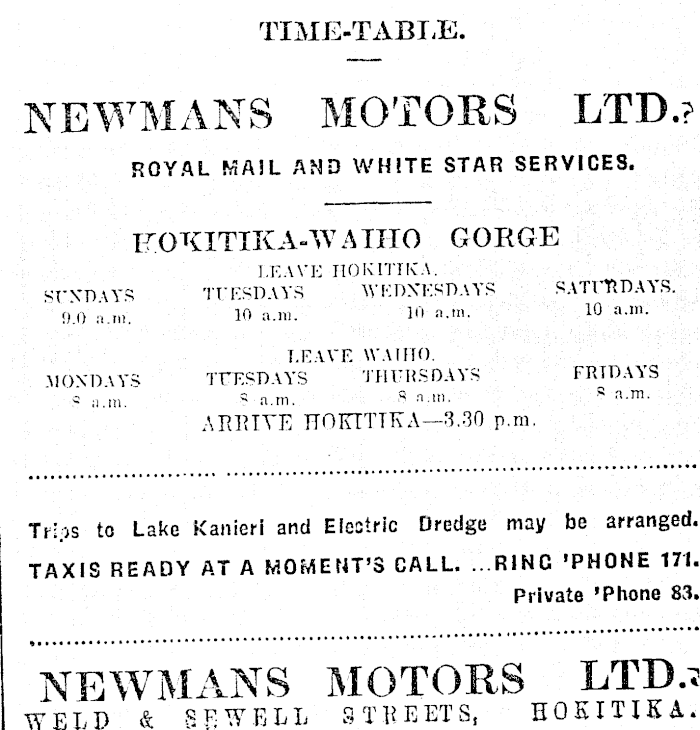 TIME-TABLE.
NEWMANS MOTORS LTD.,
ROYAL MAIL AND WHITE STAR SERVICES.
HOKITIKA-WAIHO GORGE
LEAVE HOKITIKA.
SUNDAYS TUESDAYS WEDNESDAYS SATURDAYS.
9.0 a.m. 10 a.m. 10 a.m. 10 a.m.
LEAVE WAIHO.
MONDAYS TUESDAYS THURSDAYS FRIDAYS
8 a.m. 8 a.m. 8 a.m. 8 a.m.
ARRIVE HOKITIKA—3.30 p.m.
Trips to Lake Kanieri and Electric Dredge may be arranged.
TAXIS READY AT A MOMENT'S CALL. ...RING 'PHONE 171.
Private 'Phone 83.
NEWMANS MOTORS LTD.,
WELD & SEWELL STREETS, HOKITIKA.